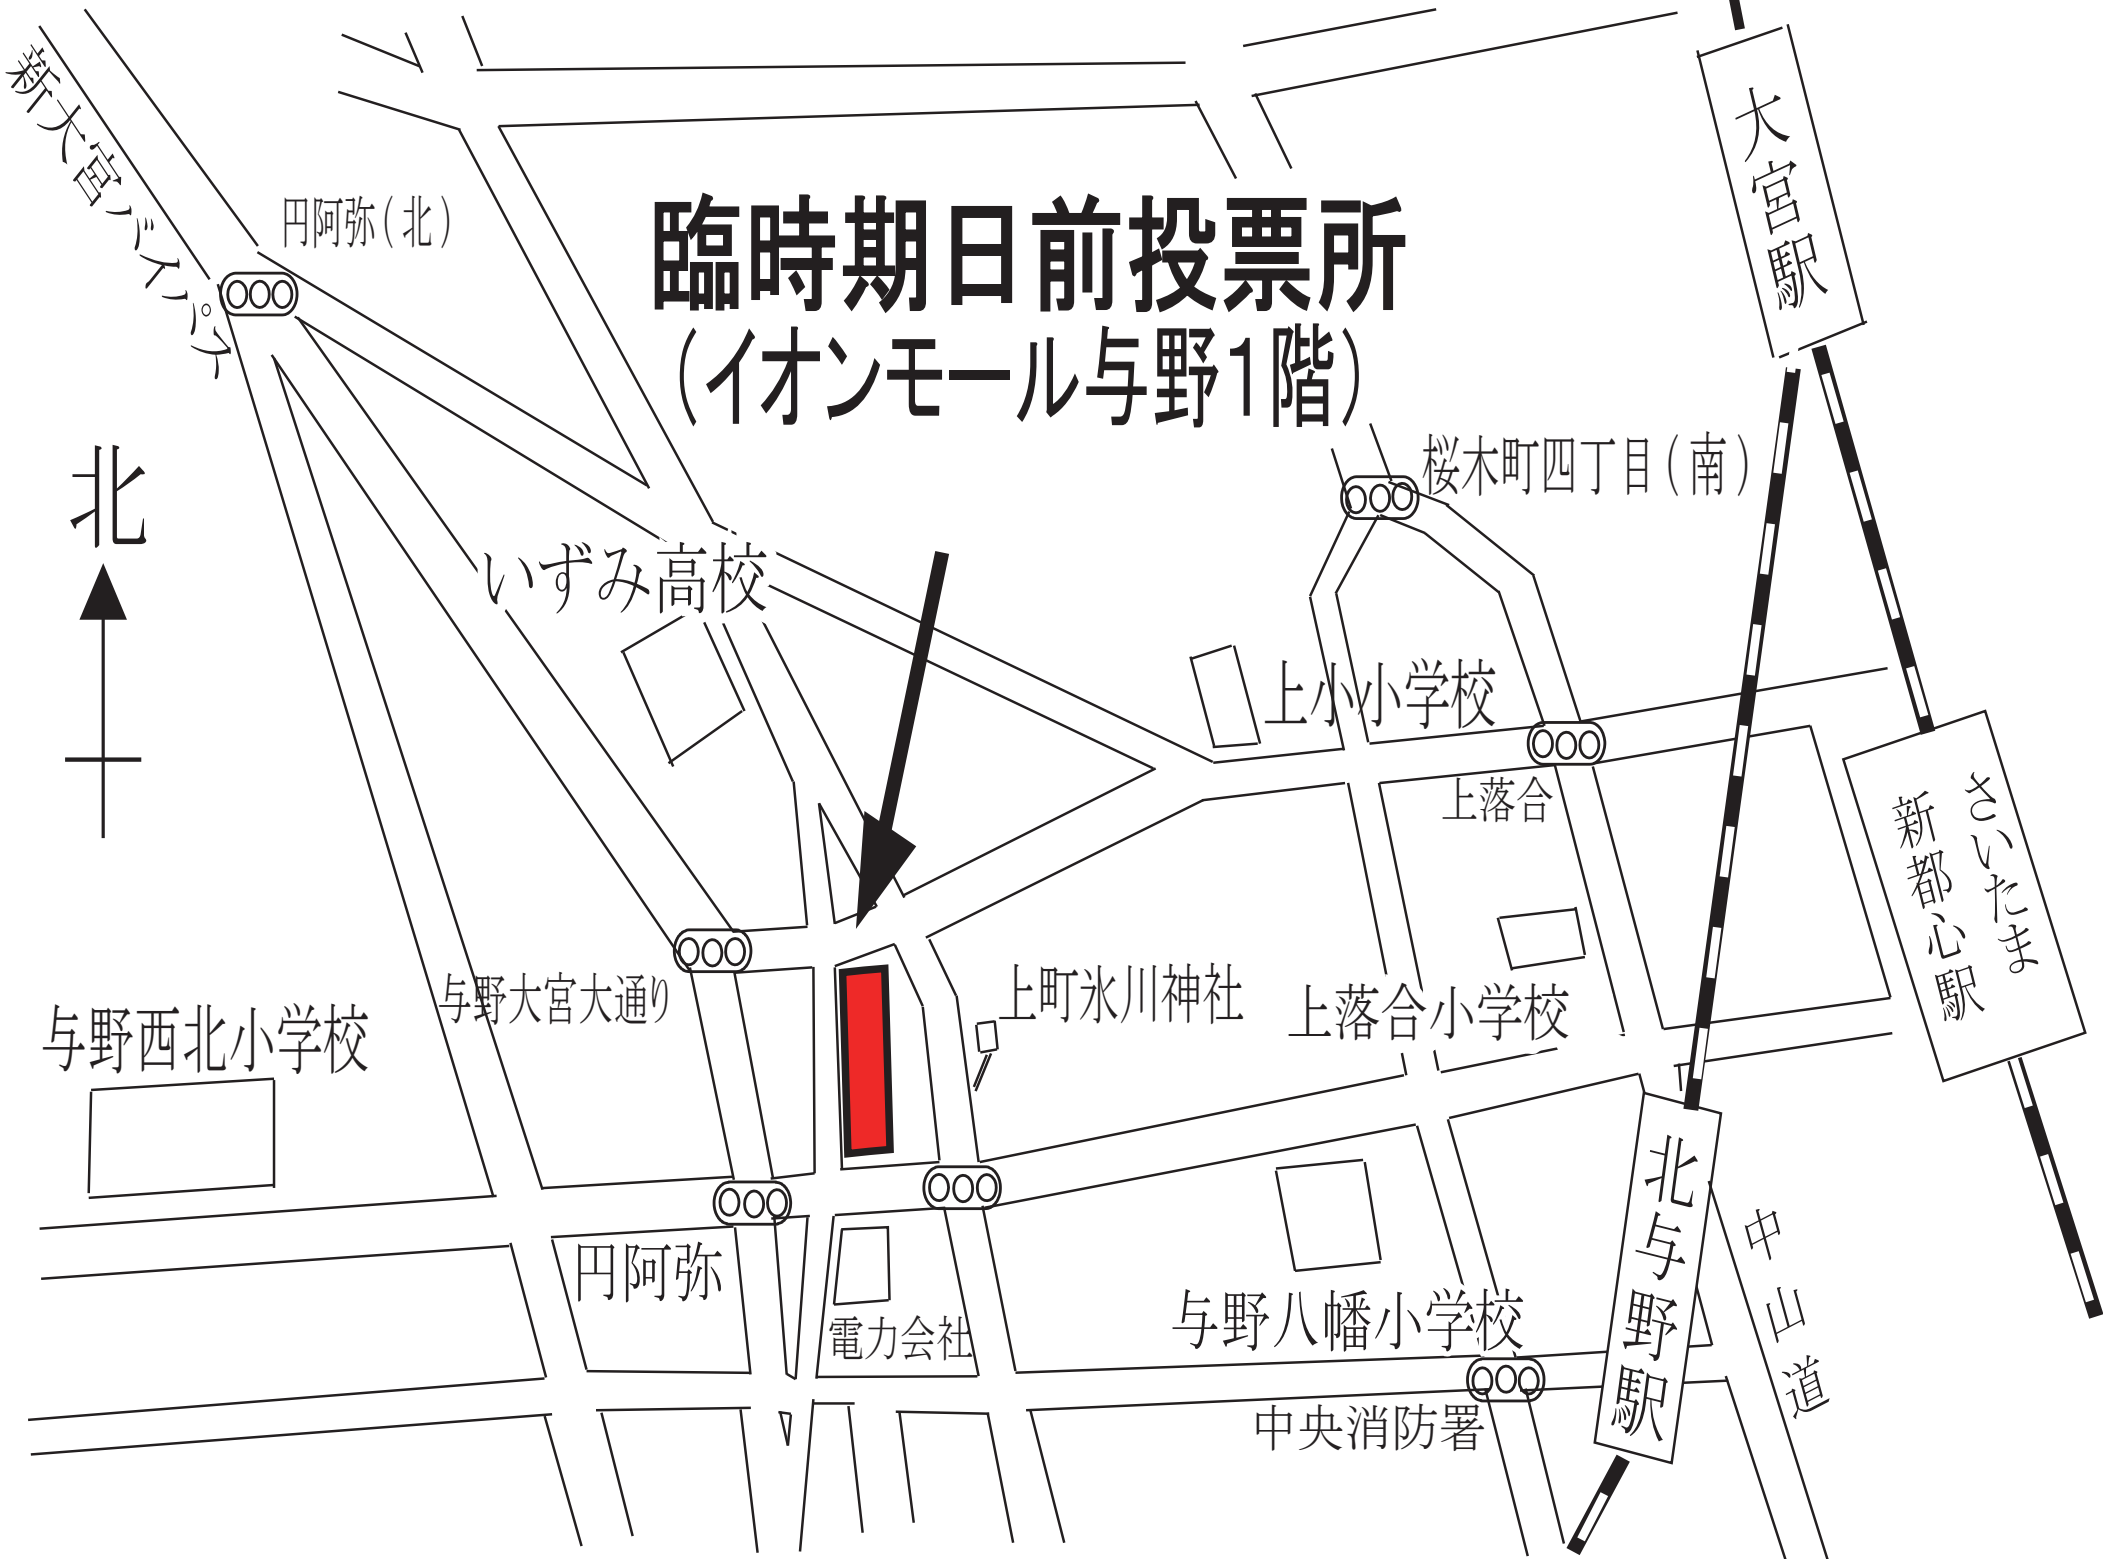 新大宮バイパス
円阿弥（北）
大宮駅
臨時期日前投票所
（イオンモール与野１階）
北
桜木町四丁目（南）
いずみ高校
上小小学校
上落合
さいたま
新都心駅
与野大宮大通り
上町氷川神社
上落合小学校
与野西北小学校
北与野駅
中山道
円阿弥
電力会社
与野八幡小学校
中央消防署